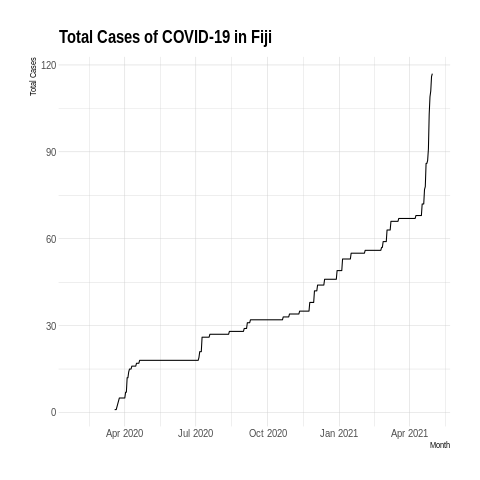 Total Cases of COVID-19 in Fiji
Total Cases
120
90
60
30
0
Apr 2020 Jul 2020 Oct 2020 Jan 2021 Apr 2021
Month